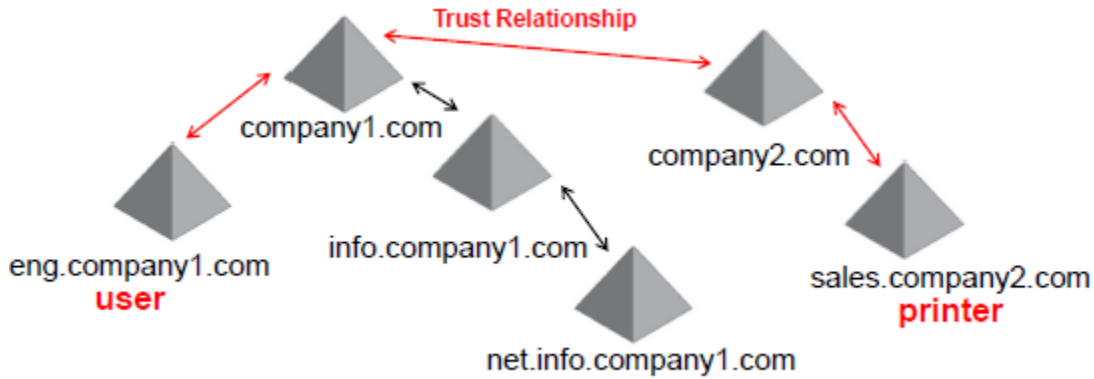 Trust Relationship
company1.com
company2.com
info.company1.com
eng.company1.com
user
sales.company2.com
printer
net.info.company1.com